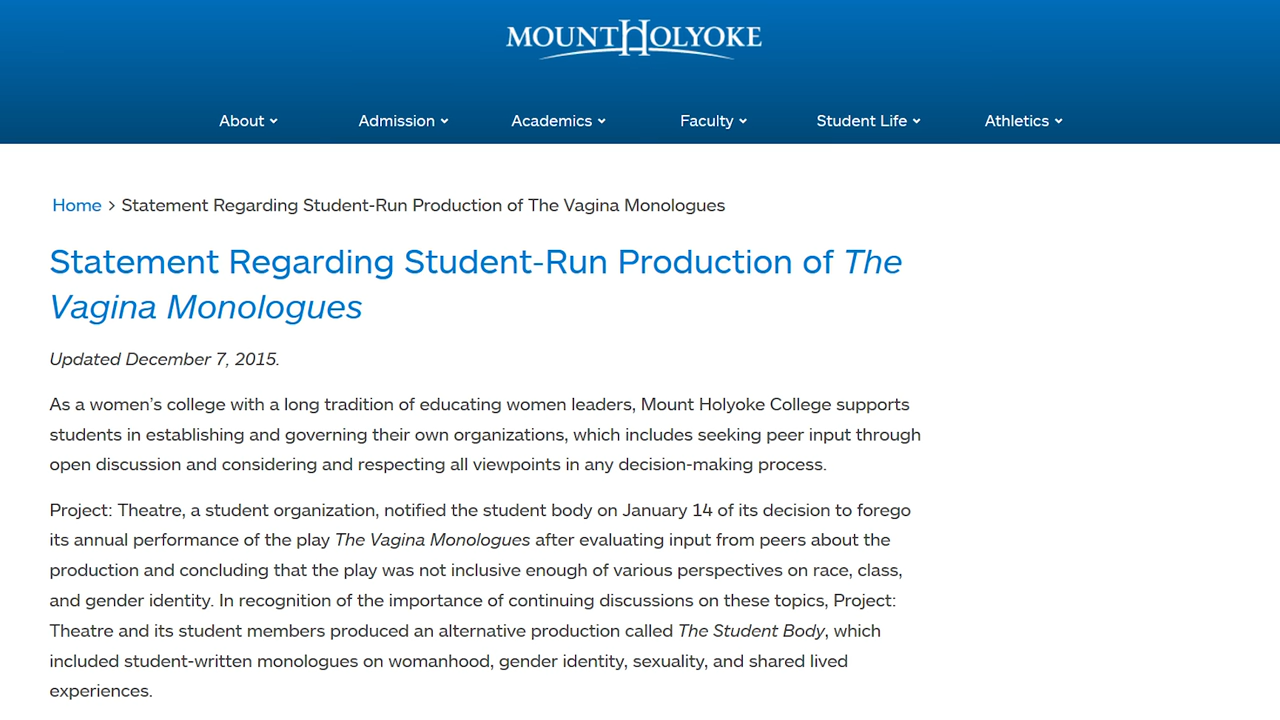 MOUNT HOLYOKE
About Admission Academics Faculty Student Life Athletics
Home > Statement Regarding Student-Run Production of The Vagina Monologues
Statement Regarding Student-Run Production of The
Vagina Monologues
Updated December 7, 2015.
As a women’s college with a long tradition of educating women leaders, Mount Holyoke College supports
students in establishing and governing their own organizations, which includes seeking peer input through
open discussion and considering and respecting all viewpoints in any decision-making process.
Project: Theatre, a student organization, notified the student body on January 14 of its decision to forego
its annual performance of the play The Vagina Monologues after evaluating input from peers about the
production and concluding that the play was not inclusive enough of various perspectives on race, class,
and gender identity. In recognition of the importance of continuing discussions on these topics, Project:
Theatre and its student members produced an alternative production called The Student Body, which
included student-written monologues on womanhood, gender identity, sexuality, and shared lived
experiences.